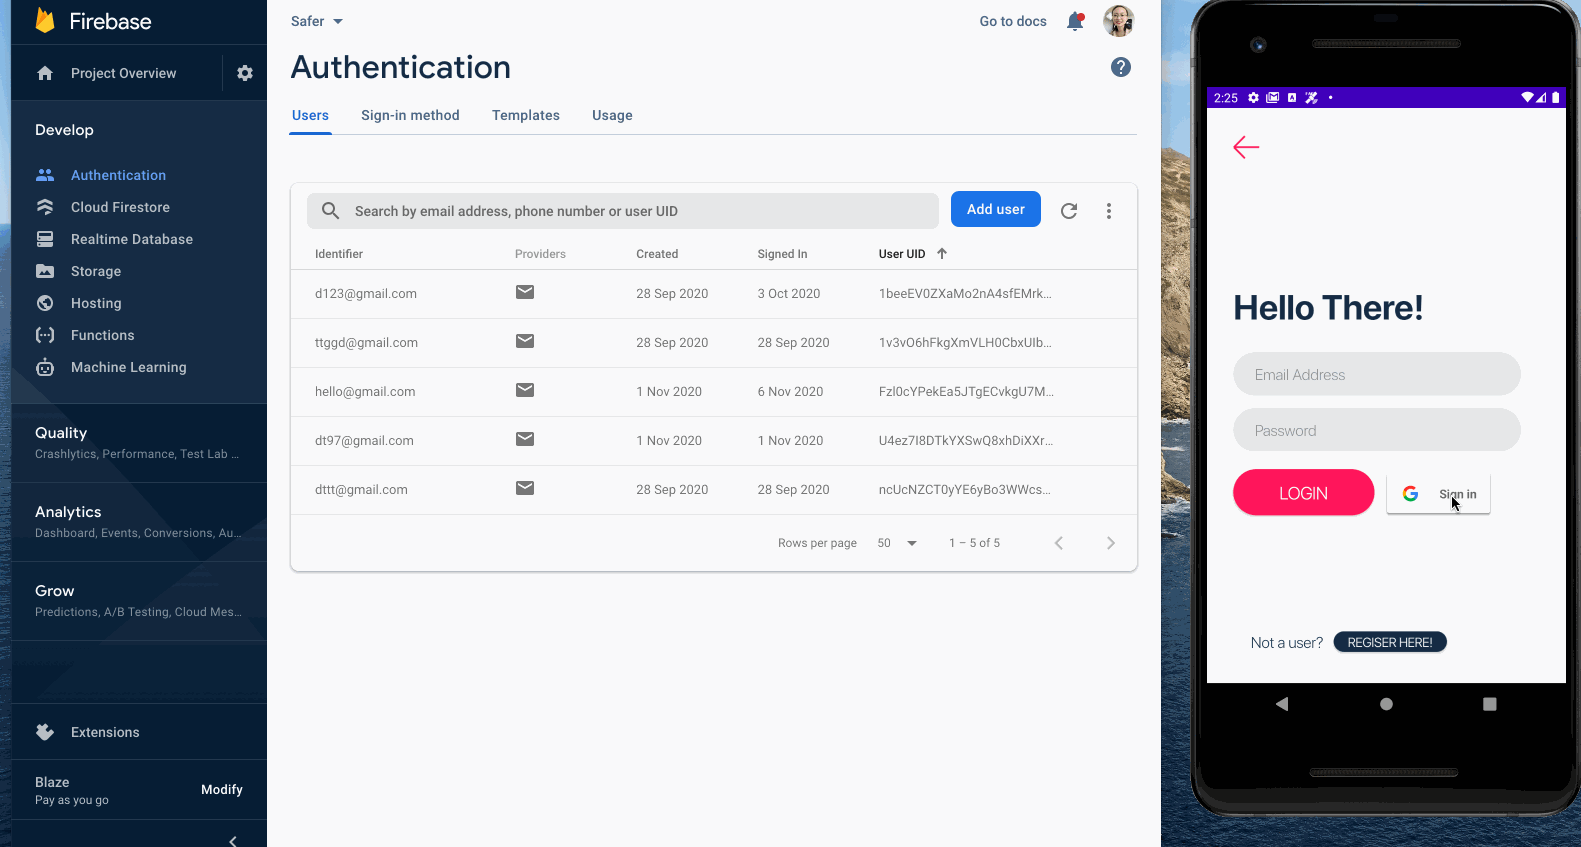 Firebase
Project Overview
Develop
Authentication
Cloud Firestore
Realtime Database
Storage
Hosting
Functions
Machine Learning
Quality
Crashlytics, Performance, Test Lab ...
Analytics
Dashboard, Events, Conversions, Au...
Grow
Predictions, A/B Testing, Cloud Mes...
Extensions
Blaze
Pay as you go
Modify
Safer
Go to docs
Authentication
Users Sign-in method Templates Usage
Search by email address, phone number or user UID
Add user
Identifier Providers Created Signed In User UID
d123@gmail.com 28 Sep 2020 3 Oct 2020 1beeEV0ZXaMo2nA4sfEMrk...
ttggd@gmail.com 28 Sep 2020 28 Sep 2020 1v3vO6hFkgXmVLH0CbxUIb...
hello@gmail.com 1 Nov 2020 6 Nov 2020 Fzl0cYPekEa5JTgECvkgU7M...
dt97@gmail.com 1 Nov 2020 1 Nov 2020 U4ez7I8DTkYXSwQ8xhDiXXr...
dttt@gmail.com 28 Sep 2020 28 Sep 2020 ncUcNZCT0yYE6yBo3WWcs...
Rows per page 50 1 – 5 of 5
2:25
Hello There!
Email Address
Password
LOGIN
Sign in
Not a user? REGISER HERE!